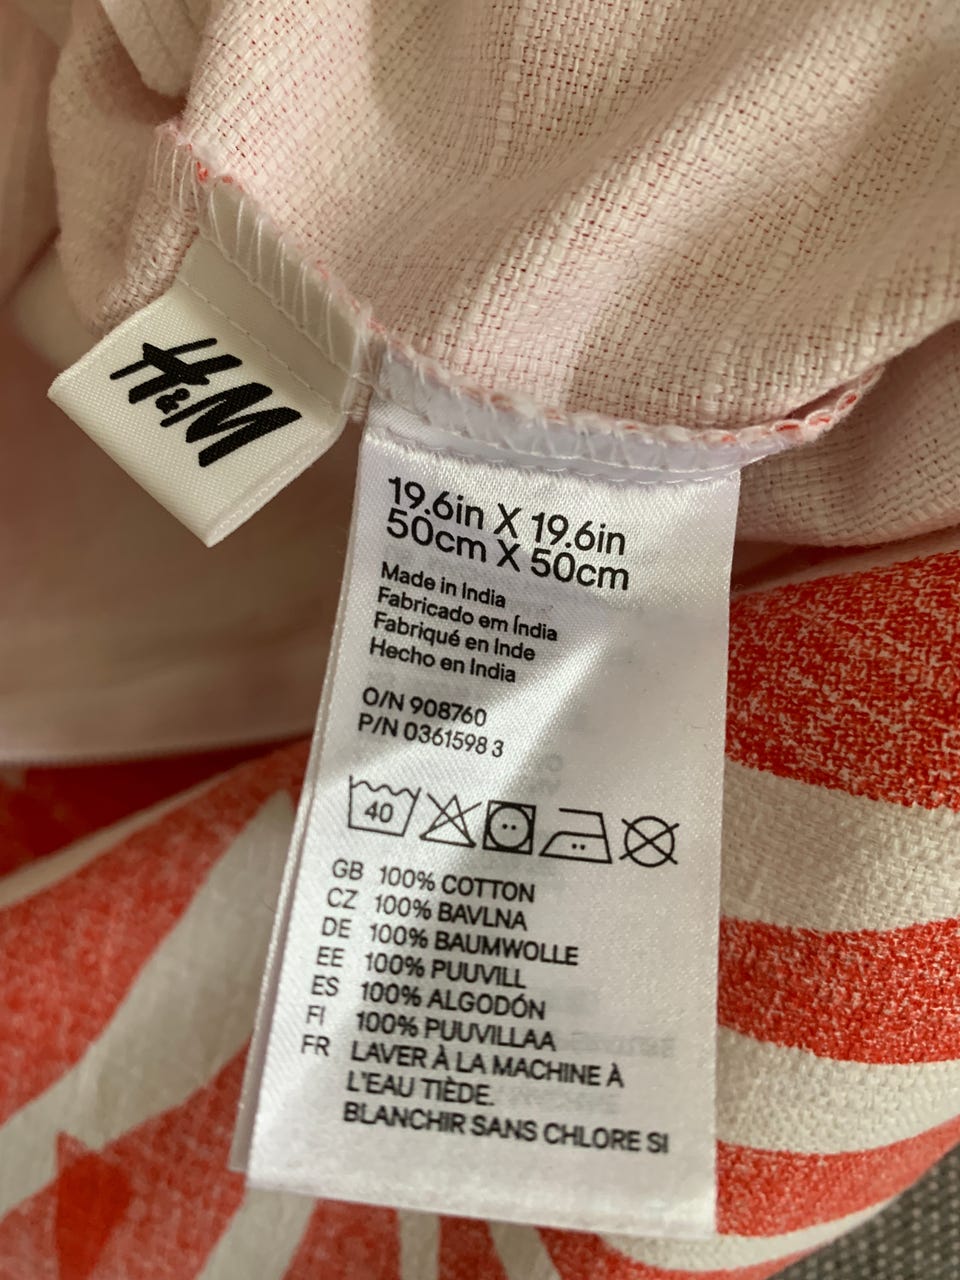 H&M
19.6in X 19.6in
50cm X 50cm
Made in India
Fabricado em Índia
Fabriqué en Inde
Hecho en India
O/N 908760
P/N 0361598 3
40
GB 100% COTTON
CZ 100% BAVLNA
DE 100% BAUMWOLLE
EE 100% PUUVILL
ES 100% ALGODÓN
FI 100% PUUVILLAA
FR LAVER À LA MACHINE À
L'EAU TIÈDE.
BLANCHIR SANS CHLORE SI